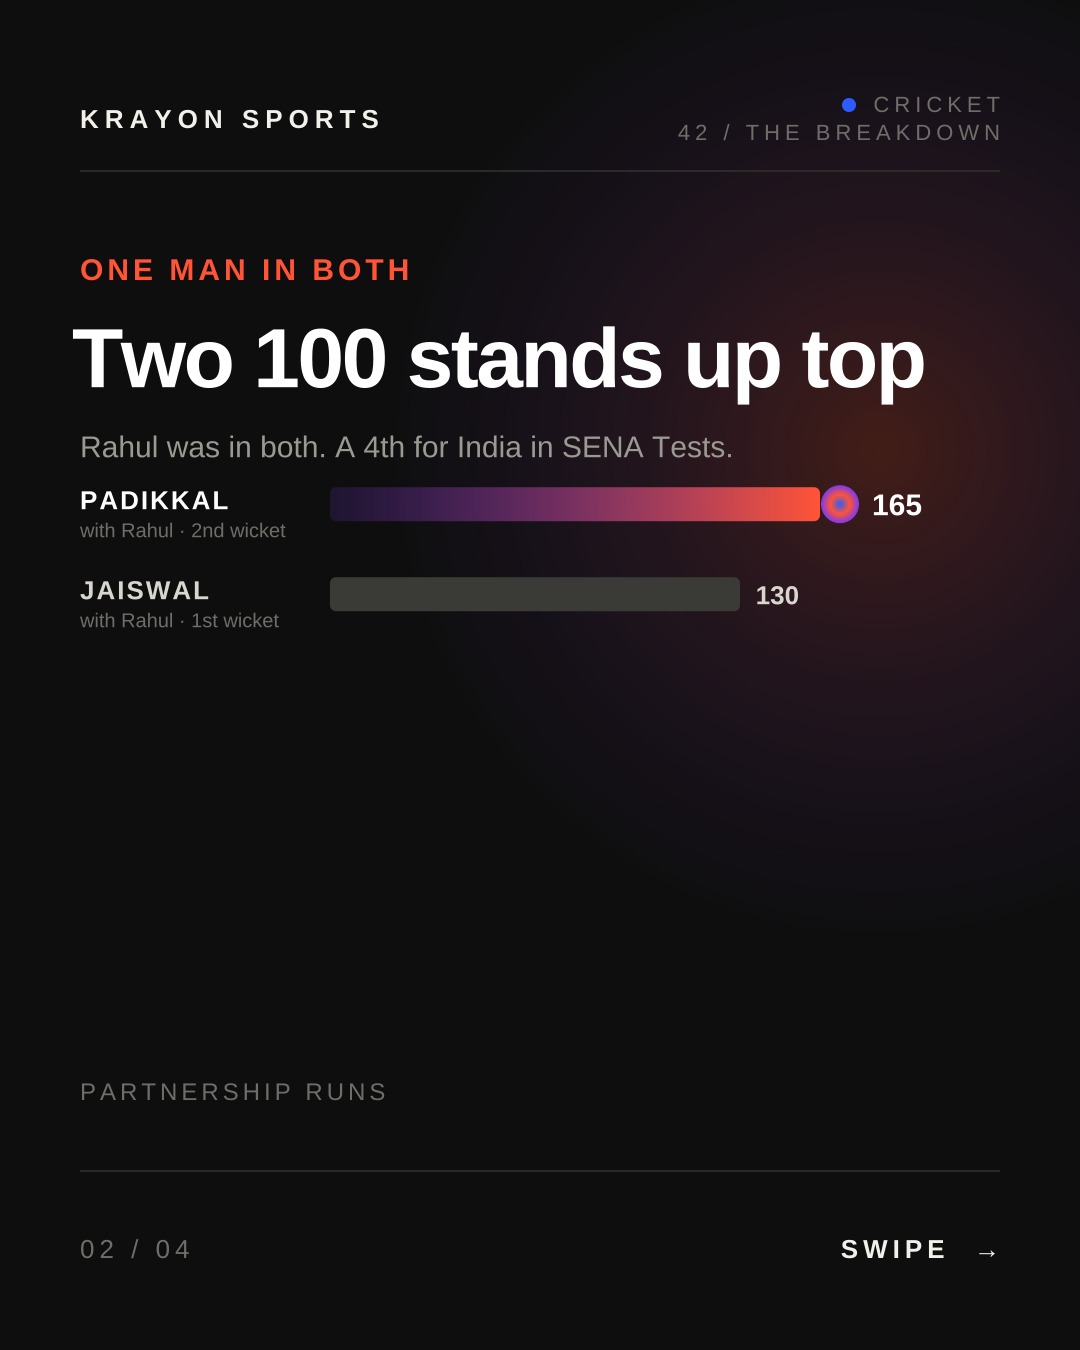 KRAYON SPORTS
CRICKET
42 / THE BREAKDOWN
ONE MAN IN BOTH
Two 100 stands up top
Rahul was in both. A 4th for India in SENA Tests.
PADIKKAL
with Rahul · 2nd wicket
165
JAISWAL
with Rahul · 1st wicket
130
PARTNERSHIP RUNS
02 / 04
SWIPE →